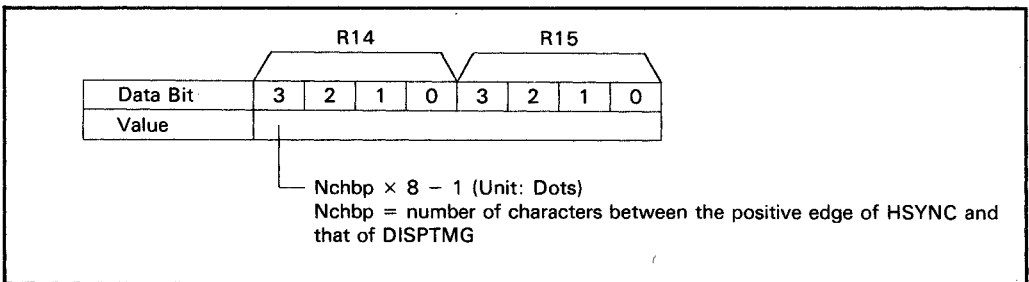 R14 R15
Data Bit 3 2 1 0 3 2 1 0
Value
Nchbp × 8 − 1 (Unit: Dots)
Nchbp = number of characters between the positive edge of HSYNC and
that of DISPTMG